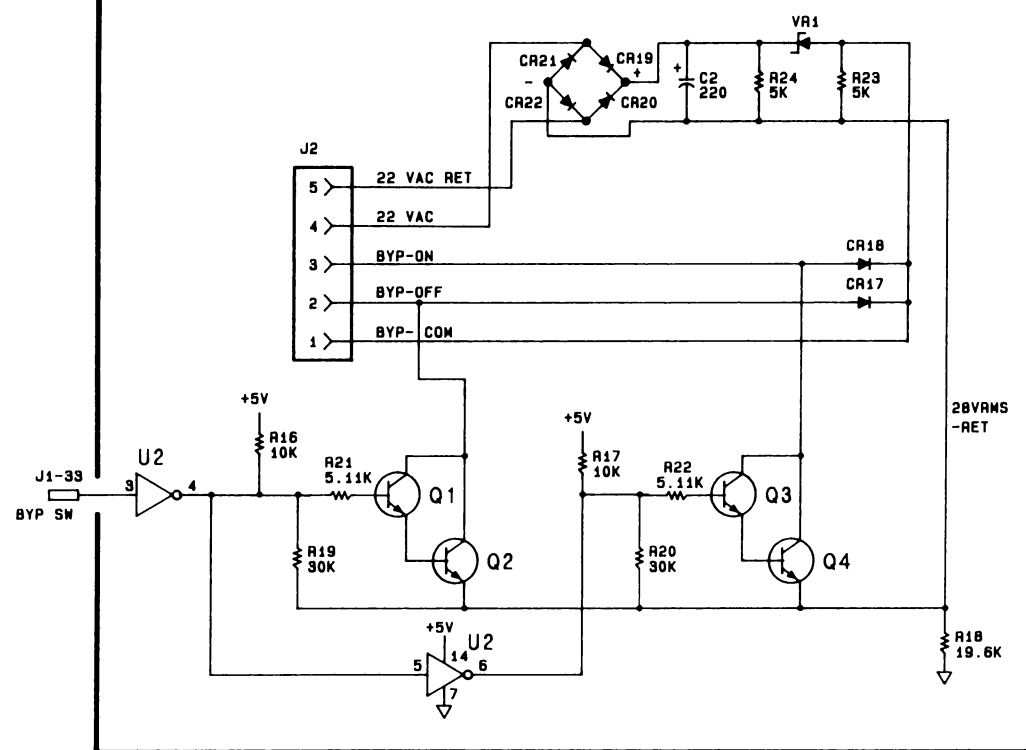 VR1
CR21
CR19
+
-
CR22
CR20
+
C2
220
R24
5K
R23
5K
J2
5
22 VAC RET
4
22 VAC
3
BYP-ON
CR18
2
BYP-OFF
CR17
1
BYP- COM
28VRMS
-RET
+5V
R16
10K
+5V
R17
10K
J1-33
BYP SW
3
U2
4
R21
5.11K
Q1
R22
5.11K
Q3
R19
30K
Q2
R20
30K
Q4
+5V
U2
14
5
6
7
R18
19.6K